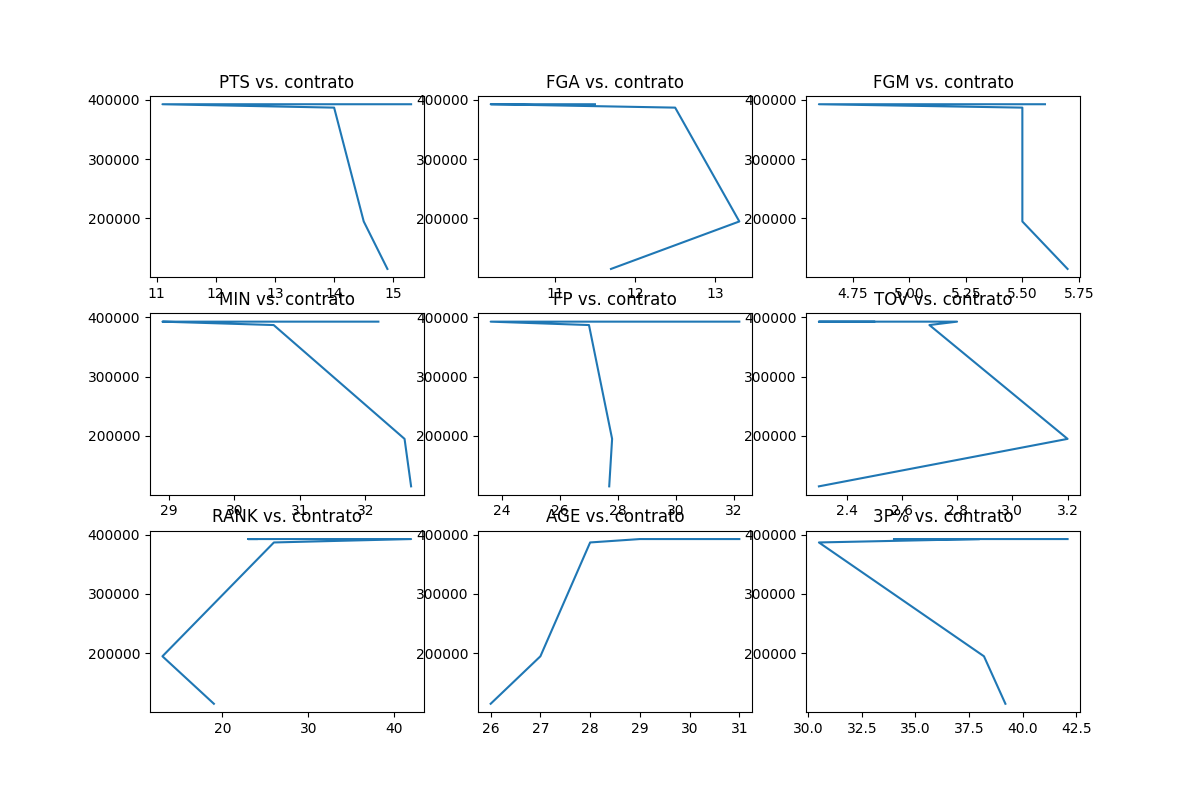 PTS vs. contrato
FGA vs. contrato
FGM vs. contrato
400000
300000
200000
400000
300000
200000
400000
300000
200000
11 12 13 14 15
11 12 13
4.75 5.00 5.25 5.50 5.75
MIN vs. contrato
FP vs. contrato
TOV vs. contrato
400000
300000
200000
400000
300000
200000
400000
300000
200000
29 30 31 32
24 26 28 30 32
2.4 2.6 2.8 3.0 3.2
RANK vs. contrato
AGE vs. contrato
3P% vs. contrato
400000
300000
200000
400000
300000
200000
400000
300000
200000
20 30 40
26 27 28 29 30 31
30.0 32.5 35.0 37.5 40.0 42.5